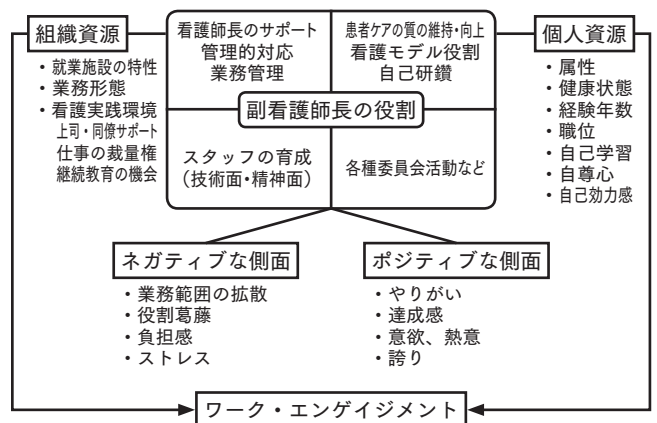 組織資源
・就業施設の特性
・業務形態
・看護実践環境
上司・同僚サポート
仕事の裁量権
継続教育の機会
看護師長のサポート
管理的対応
業務管理
患者ケアの質の維持・向上
看護モデル役割
自己研鑽
副看護師長の役割
スタッフの育成
(技術面・精神面)
各種委員会活動など
個人資源
・属性
・健康状態
・経験年数
・職位
・自己学習
・自尊心
・自己効力感
ネガティブな側面
・業務範囲の拡散
・役割葛藤
・負担感
・ストレス
ポジティブな側面
・やりがい
・達成感
・意欲、熱意
・誇り
ワーク・エンゲイジメント